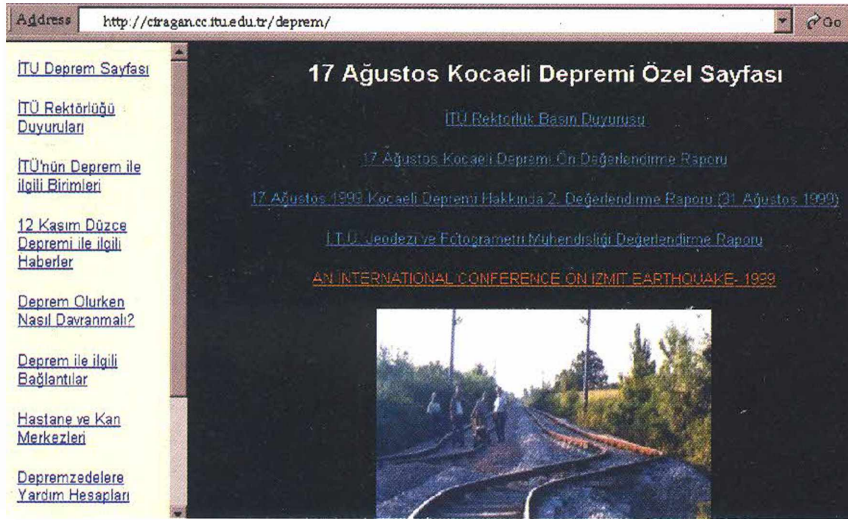 Address http://ciragan.cc.itu.edu.tr/deprem/ Go
İTU Deprem Sayfası
İTÜ Rektörlüğü
Duyuruları
İTÜ'nün Deprem ile
ilgili Birimleri
12 Kasım Düzce
Depremi ile ilgili
Haberler
Deprem Olurken
Nasıl Davranmalı?
Deprem ile ilgili
Bağlantılar
Hastane ve Kan
Merkezleri
Depremzedelere
Yardım Hesapları
17 Ağustos Kocaeli Depremi Özel Sayfası
İTÜ Rektorluk Basın Duyurusu
17 Ağustos Kocaeli Depremi Ön Değerlendirme Raporu
17 Ağustos 1999 Kocaeli Depremi Hakkında 2. Değerlendirme Raporu (31 Ağustos 1999)
İ.T.Ü. Jeodezi ve Fotogrametri Mühendisliği Değerlendirme Raporu
AN INTERNATIONAL CONFERENCE ON IZMIT EARTHQUAKE- 1999